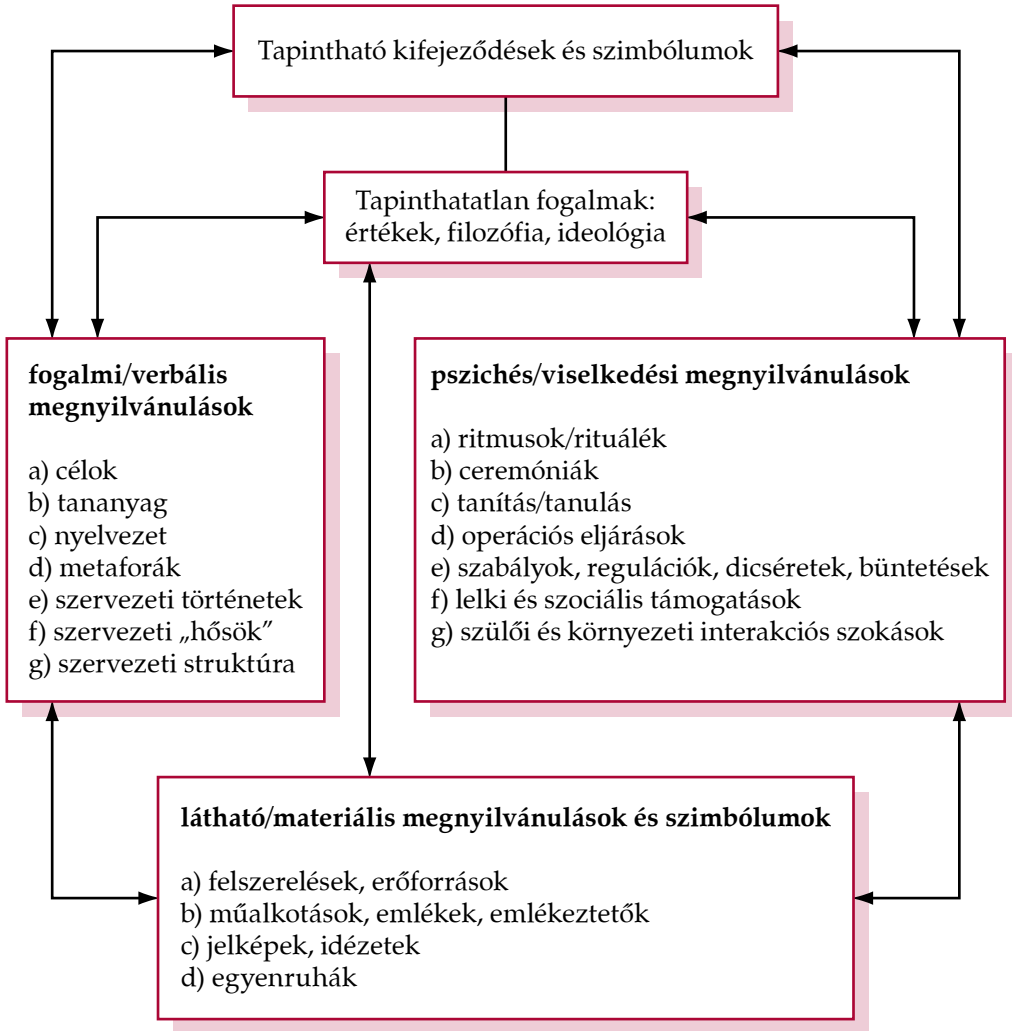 Tapintható kifejeződések és szimbólumok
Tapinthatatlan fogalmak:
értékek, filozófia, ideológia
fogalmi/verbális
megnyilvánulások
a) célok
b) tananyag
c) nyelvezet
d) metaforák
e) szervezeti történetek
f) szervezeti „hősök”
g) szervezeti struktúra
pszichés/viselkedési megnyilvánulások
a) ritmusok/rituálék
b) ceremóniák
c) tanítás/tanulás
d) operációs eljárások
e) szabályok, regulációk, dicséretek, büntetések
f) lelki és szociális támogatások
g) szülői és környezeti interakciós szokások
látható/materiális megnyilvánulások és szimbólumok
a) felszerelések, erőforrások
b) műalkotások, emlékek, emlékeztetők
c) jelképek, idézetek
d) egyenruhák